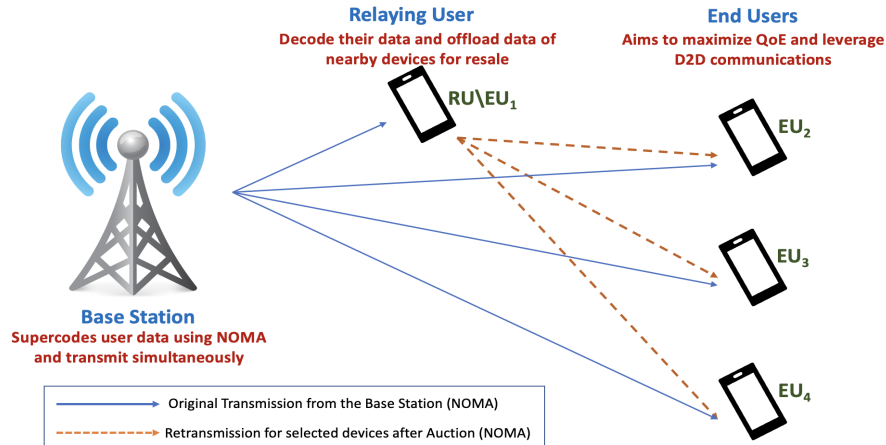 Relaying User
Decode their data and offload data of
nearby devices for resale
End Users
Aims to maximize QoE and leverage
D2D communications
RU\EU₁
EU₂
EU₃
EU₄
Base Station
Supercodes user data using NOMA
and transmit simultaneously
Original Transmission from the Base Station (NOMA)
Retransmission for selected devices after Auction (NOMA)